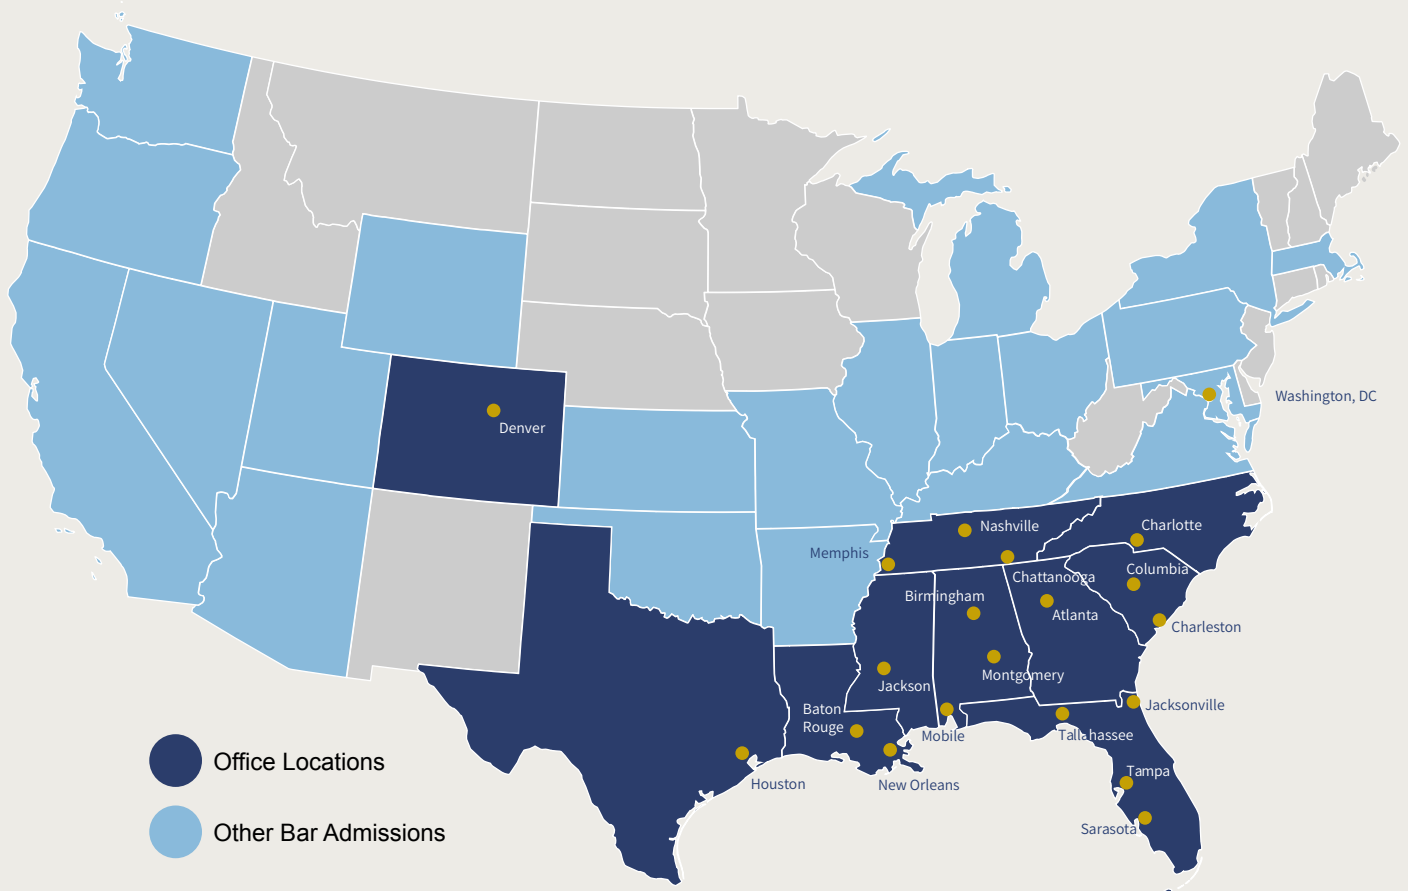 Washington, DC
Denver
Nashville
Charlotte
Memphis
Columbia
Chattanooga
Birmingham
Atlanta
Charleston
Montgomery
Jackson
Jacksonville
Baton
Rouge
Mobile
Tallahassee
Office Locations
Tampa
Houston
New Orleans
Sarasota
Other Bar Admissions